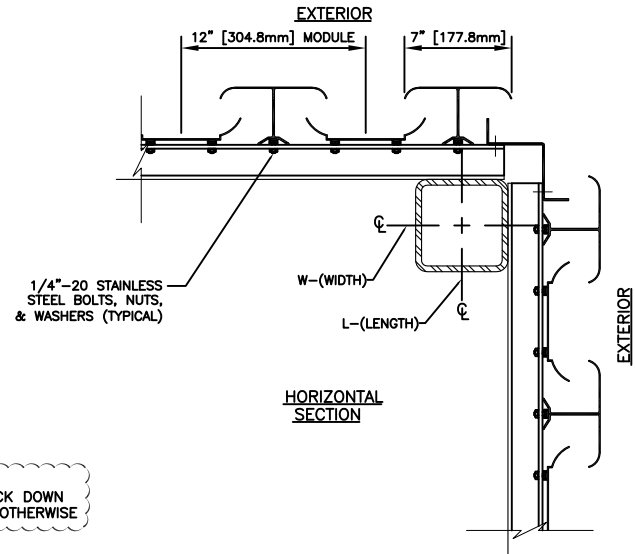 EXTERIOR
12" [304.8mm] MODULE
7" [177.8mm]
1/4"-20 STAINLESS
STEEL BOLTS, NUTS,
& WASHERS (TYPICAL)
W-(WIDTH)
L-(LENGTH)
℄
℄
EXTERIOR
HORIZONTAL
SECTION
CK DOWN
OTHERWISE